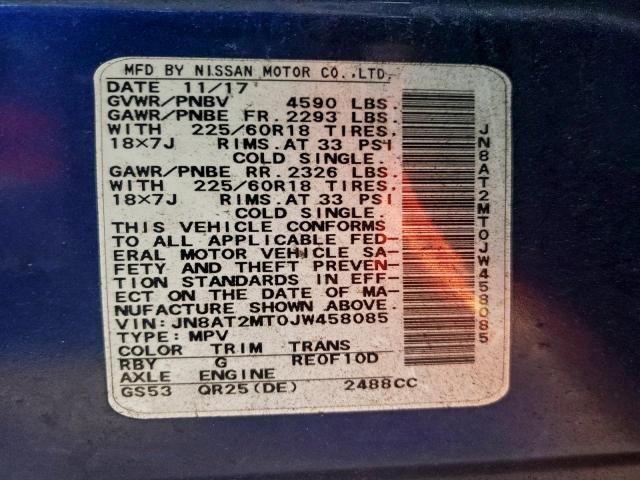 MFD BY NISSAN MOTOR CO.,LTD.
DATE 11/17
GVWR/PNBV 4590 LBS.
GAWR/PNBE FR. 2293 LBS.
WITH 225/60R18 TIRES.
18×7J RIMS.AT 33 PSI
COLD SINGLE.
GAWR/PNBE RR. 2326 LBS.
WITH 225/60R18 TIRES.
18×7J RIMS.AT 33 PSI
COLD SINGLE.
THIS VEHICLE CONFORMS
TO ALL APPLICABLE FED-
ERAL MOTOR VEHICLE SA-
FETY AND THEFT PREVEN-
TION STANDARDS IN EFF-
ECT ON THE DATE OF MA-
NUFACTURE SHOWN ABOVE.
VIN:JN8AT2MT0JW458085
TYPE:MPV
COLOR TRIM TRANS
RBY G RE0F10D
AXLE ENGINE
GS53 QR25(DE) 2488CC
JN8AT2MT0JW458085